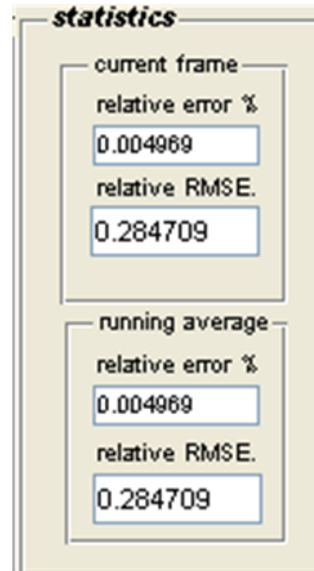 statistics
current frame
relative error %
0.004969
relative RMSE.
0.284709
running average
relative error %
0.004969
relative RMSE.
0.284709